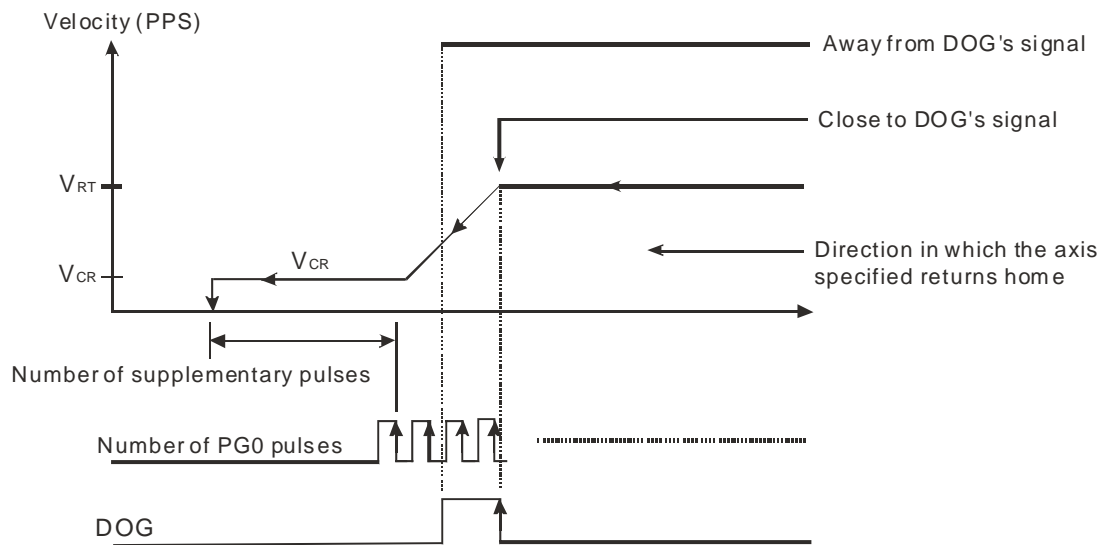 Velocity (PPS)
Away from DOG's signal
Close to DOG's signal
VRT
VCR
VCR
Direction in which the axis
specified returns home
Number of supplementary pulses
Number of PG0 pulses
DOG